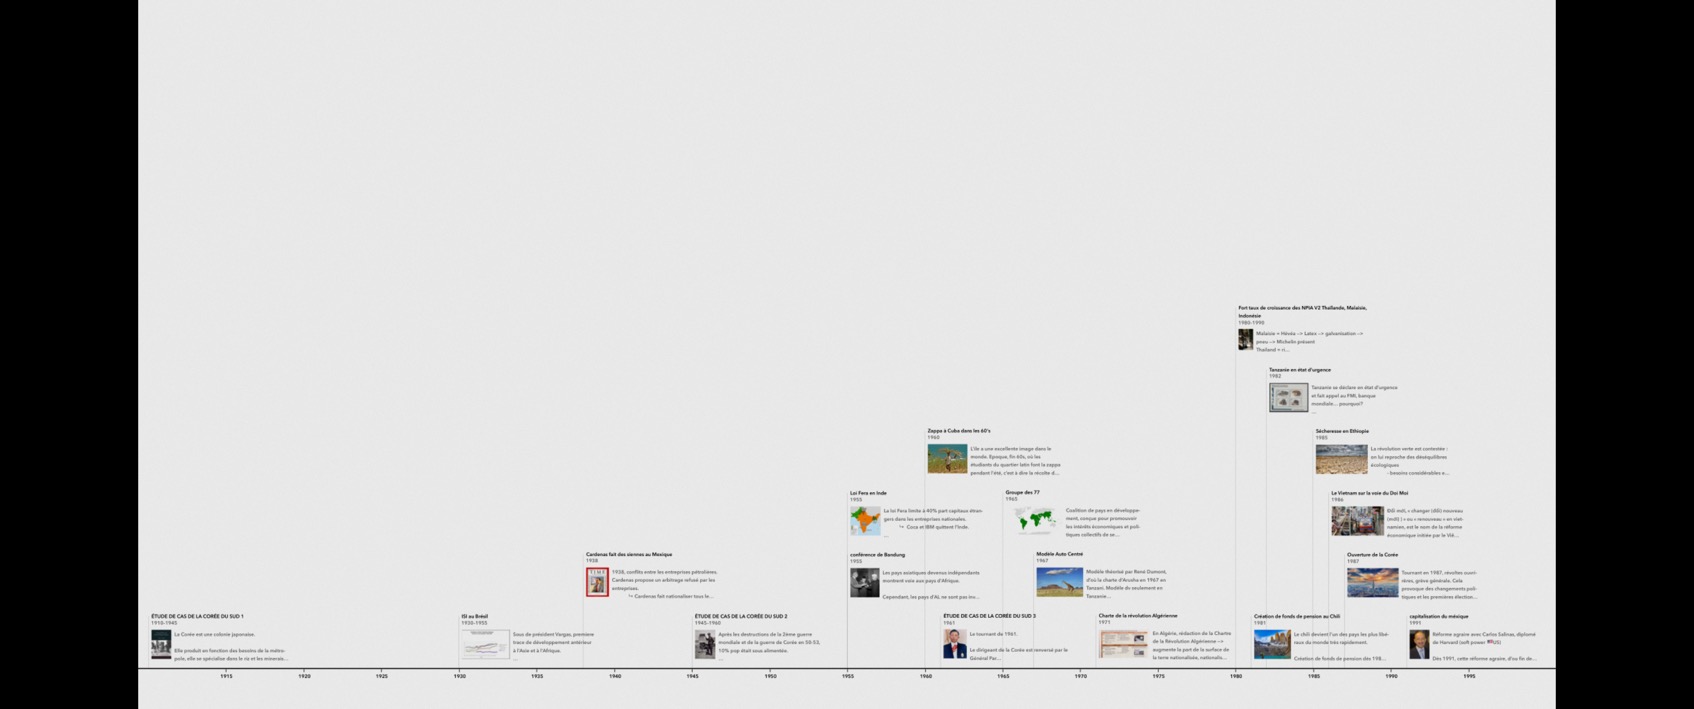 Fort taux de croissance des NPIA V2 Thaïlande, Malaisie,
Indonésie
1980-1990
Malaisie = Hévéa –> Latex –> galvanisation –>
pneu –> Michelin présent
Thaïland = ri…
Tanzanie en état d'urgence
1982
Tanzanie se déclare en état d'urgence
et fait appel au FMI, banque
mondiale… pourquoi?
…
Zappa à Cuba dans les 60's
1960
L'île a une excellente image dans le
monde. Epoque, fin 60s, où les
étudiants du quartier latin font la zappa
pendant l'été, c'est à dire la récolte d…
Sécheresse en Ethiopie
1985
La révolution verte est contestée :
on lui reproche des déséquilibres
écologiques
- besoins considérables e…
Loi Fera en Inde
1955
La loi Fera limite à 40% part capitaux étran-
gers dans les entreprises nationales.
↪ Coca et IBM quittent l'Inde.
…
Groupe des 77
1965
Coalition de pays en développe-
ment, conçue pour promouvoir
les intérêts économiques et poli-
tiques collectifs de se…
Le Vietnam sur la voie du Doi Moi
1986
Đổi mới, « changer (đổi) nouveau
(mới) » ou « renouveau » en viet-
namien, est le nom de la réforme
économique initiée par le Viê…
Cardenas fait des siennes au Mexique
1938
TIME
1938, conflits entre les entreprises pétrolières.
Cardenas propose un arbitrage refusé par les
entreprises.
↪ Cardenas fait nationaliser tous le…
conférence de Bandung
1955
Les pays asiatiques devenus indépendants
montrent voie aux pays d'Afrique.
Cependant, les pays d'AL ne sont pas inv…
Modèle Auto Centré
1967
Modèle théorisé par René Dumont,
d'où la charte d'Arusha en 1967 en
Tanzani. Modèle do seulement en
Tanzanie…
Ouverture de la Corée
1987
Tournant en 1987, révoltes ouvri-
ères, grève générale. Cela
provoque des changements poli-
tiques et les premières élection…
ÉTUDE DE CAS DE LA CORÉE DU SUD 1
1910-1945
La Corée est une colonie japonaise.
Elle produit en fonction des besoins de la métro-
pole, elle se spécialise dans le riz et les minerais…
ISI au Brésil
1930-1955
Sous de président Vargas, première
trace de développement antérieur
à l'Asie et à l'Afrique.
…
ÉTUDE DE CAS DE LA CORÉE DU SUD 2
1945-1960
Après les destructions de la 2ème guerre
mondiale et de la guerre de Corée en 50-53,
10% pop était sous-alimentée.
…
ÉTUDE DE CAS DE LA CORÉE DU SUD 3
1961
Le tournant de 1961.
Le dirigeant de la Corée est renversé par le
Général Par…
Charte de la révolution Algérienne
1971
En Algérie, rédaction de la Charte
de la Révolution Algérienne –>
augmente la part de la surface de
la terre nationalisée, nationalis…
Création de fonds de pension au Chili
1981
Le chili devient l'un des pays les plus libé-
raux du monde très rapidement.
Création de fonds de pension dès 198…
capitalisation du méxique
1991
Réforme agraire avec Carlos Salinas, diplomé
de Harvard (soft power 🇺🇸US)
Dès 1991, cette réforme agraire, d'où fin de…
1915 1920 1925 1930 1935 1940 1945 1950 1955 1960 1965 1970 1975 1980 1985 1990 1995